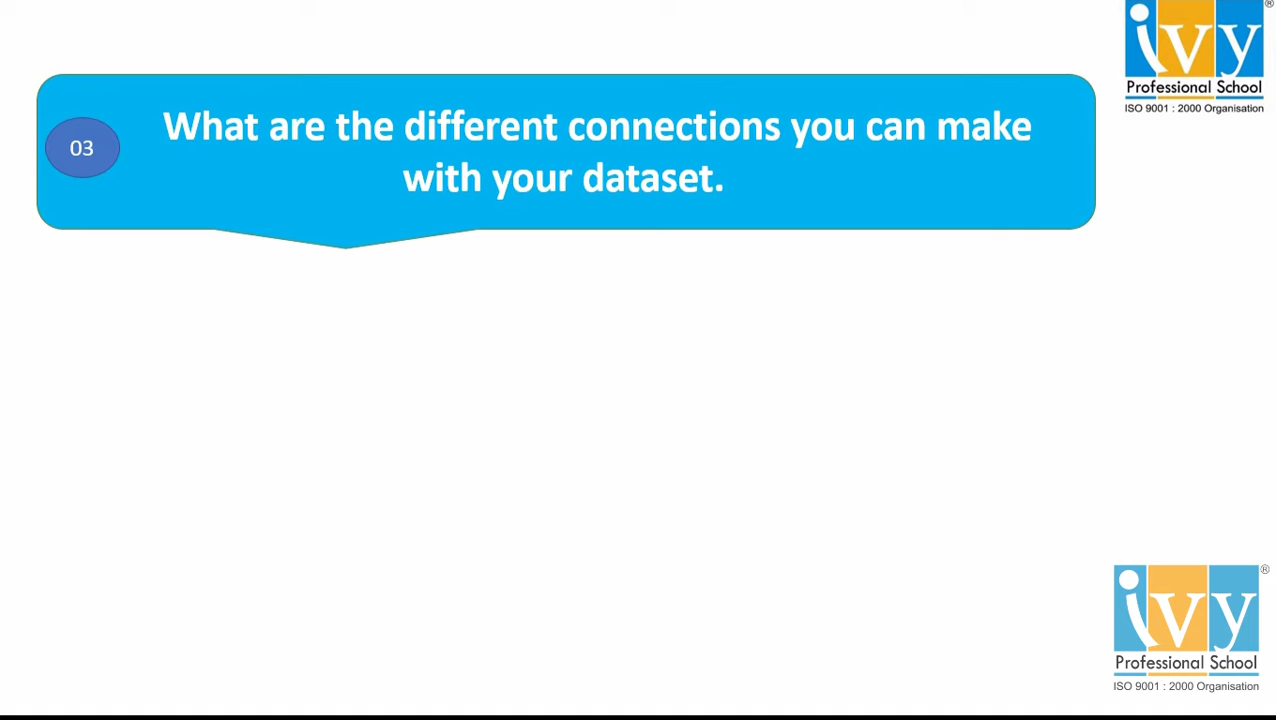 ivy
Professional School
ISO 9001 : 2000 Organisation
03
What are the different connections you can make
with your dataset.
ivy
Professional School
ISO 9001 : 2000 Organisation